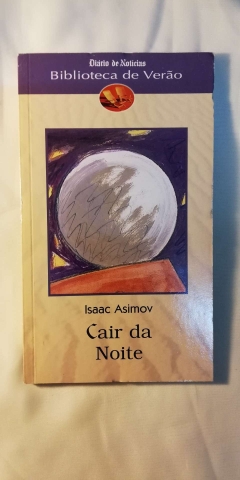 Diário de Notícias
Biblioteca de Verão
Isaac Asimov
Cair da
Noite